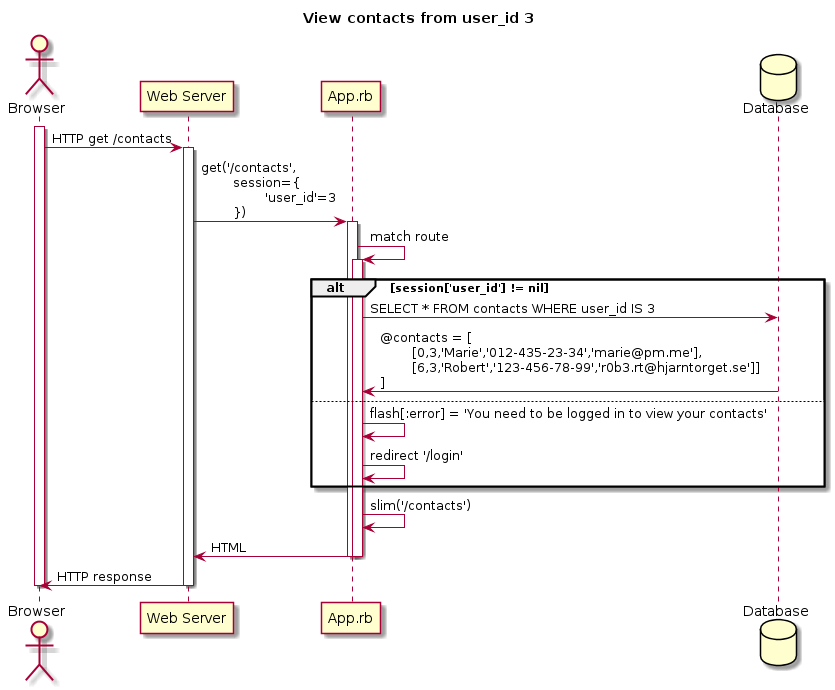 View contacts from user_id 3
Browser
Web Server
App.rb
Database
HTTP get /contacts
get('/contacts',
session={
'user_id'=3
})
match route
alt
[session['user_id'] != nil]
SELECT * FROM contacts WHERE user_id IS 3
@contacts = [
[0,3,'Marie','012-435-23-34','marie@pm.me'],
[6,3,'Robert','123-456-78-99','r0b3.rt@hjarntorget.se']]
]
flash[:error] = 'You need to be logged in to view your contacts'
redirect '/login'
slim('/contacts')
HTML
HTTP response
Browser
Web Server
App.rb
Database